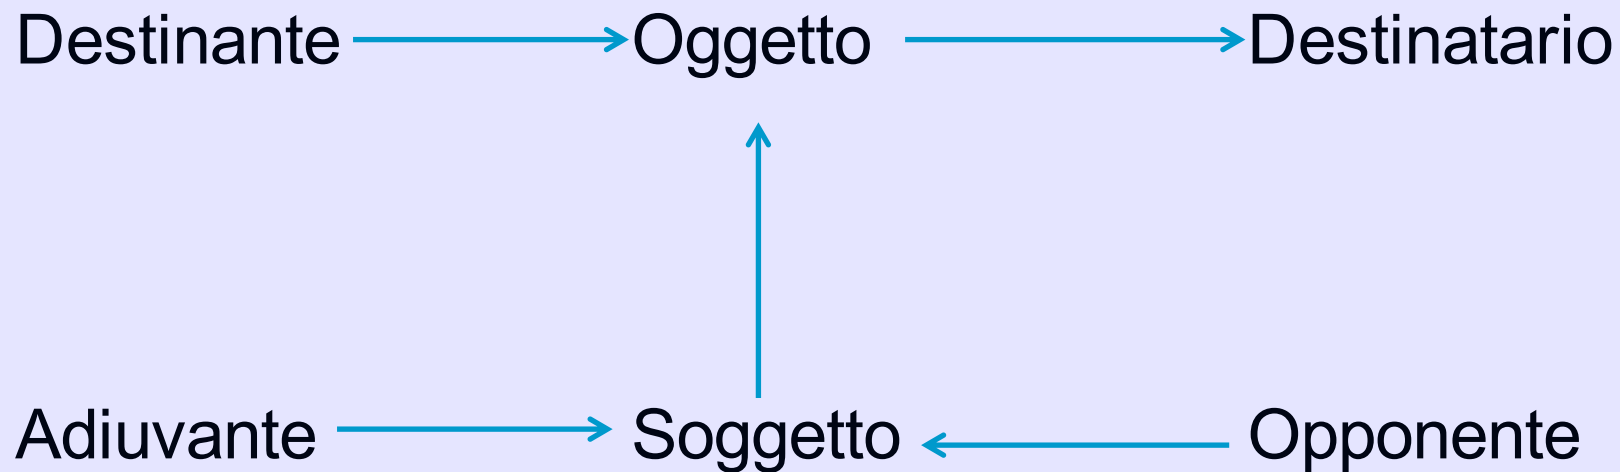 Destinante Oggetto Destinatario
Adiuvante Soggetto Opponente